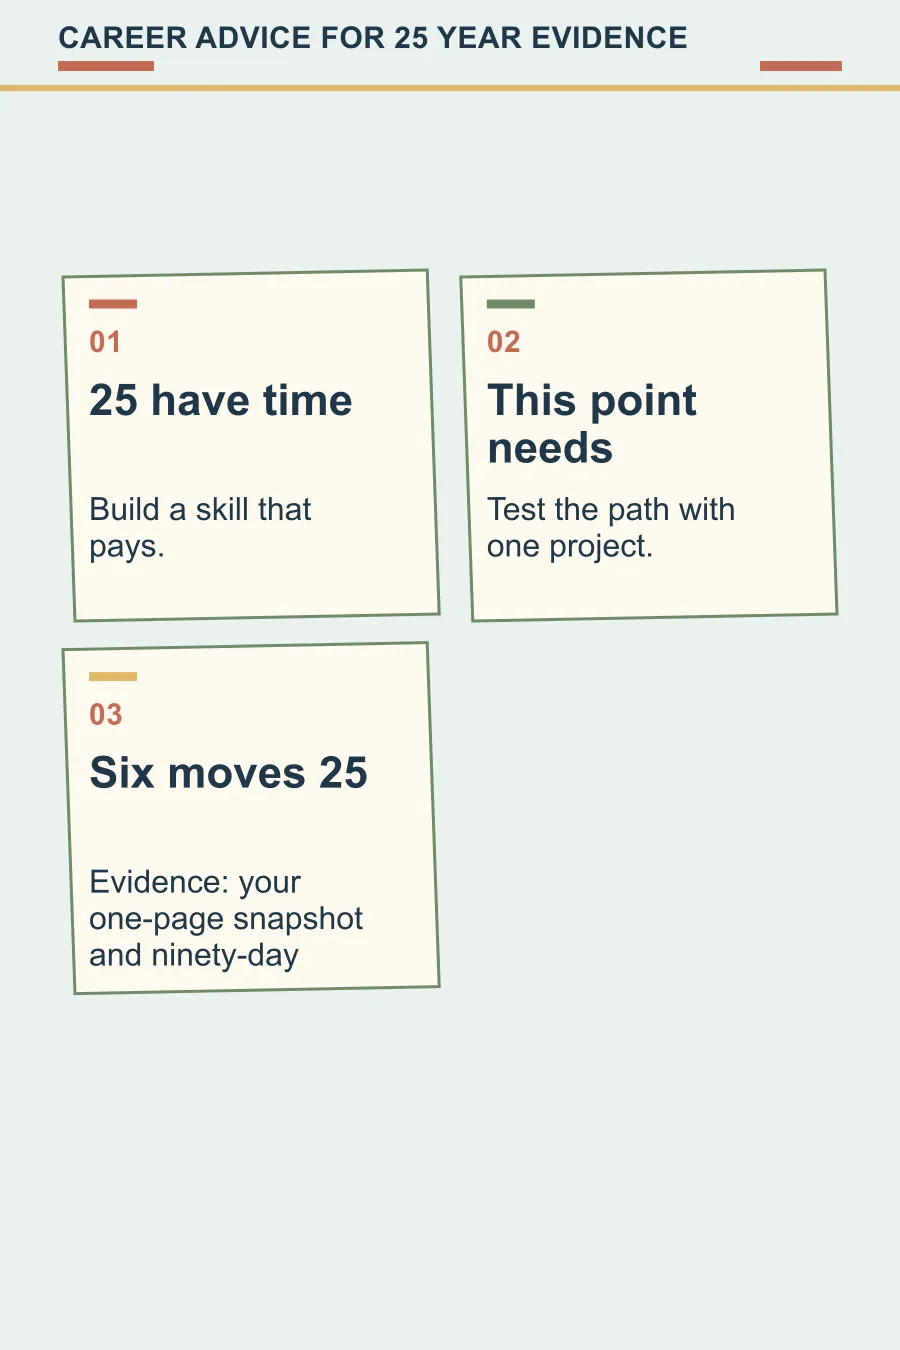 CAREER ADVICE FOR 25 YEAR EVIDENCE
01
25 have time
Build a skill that
pays.
02
This point
needs
Test the path with
one project.
03
Six moves 25
Evidence: your
one-page snapshot
and ninety-day